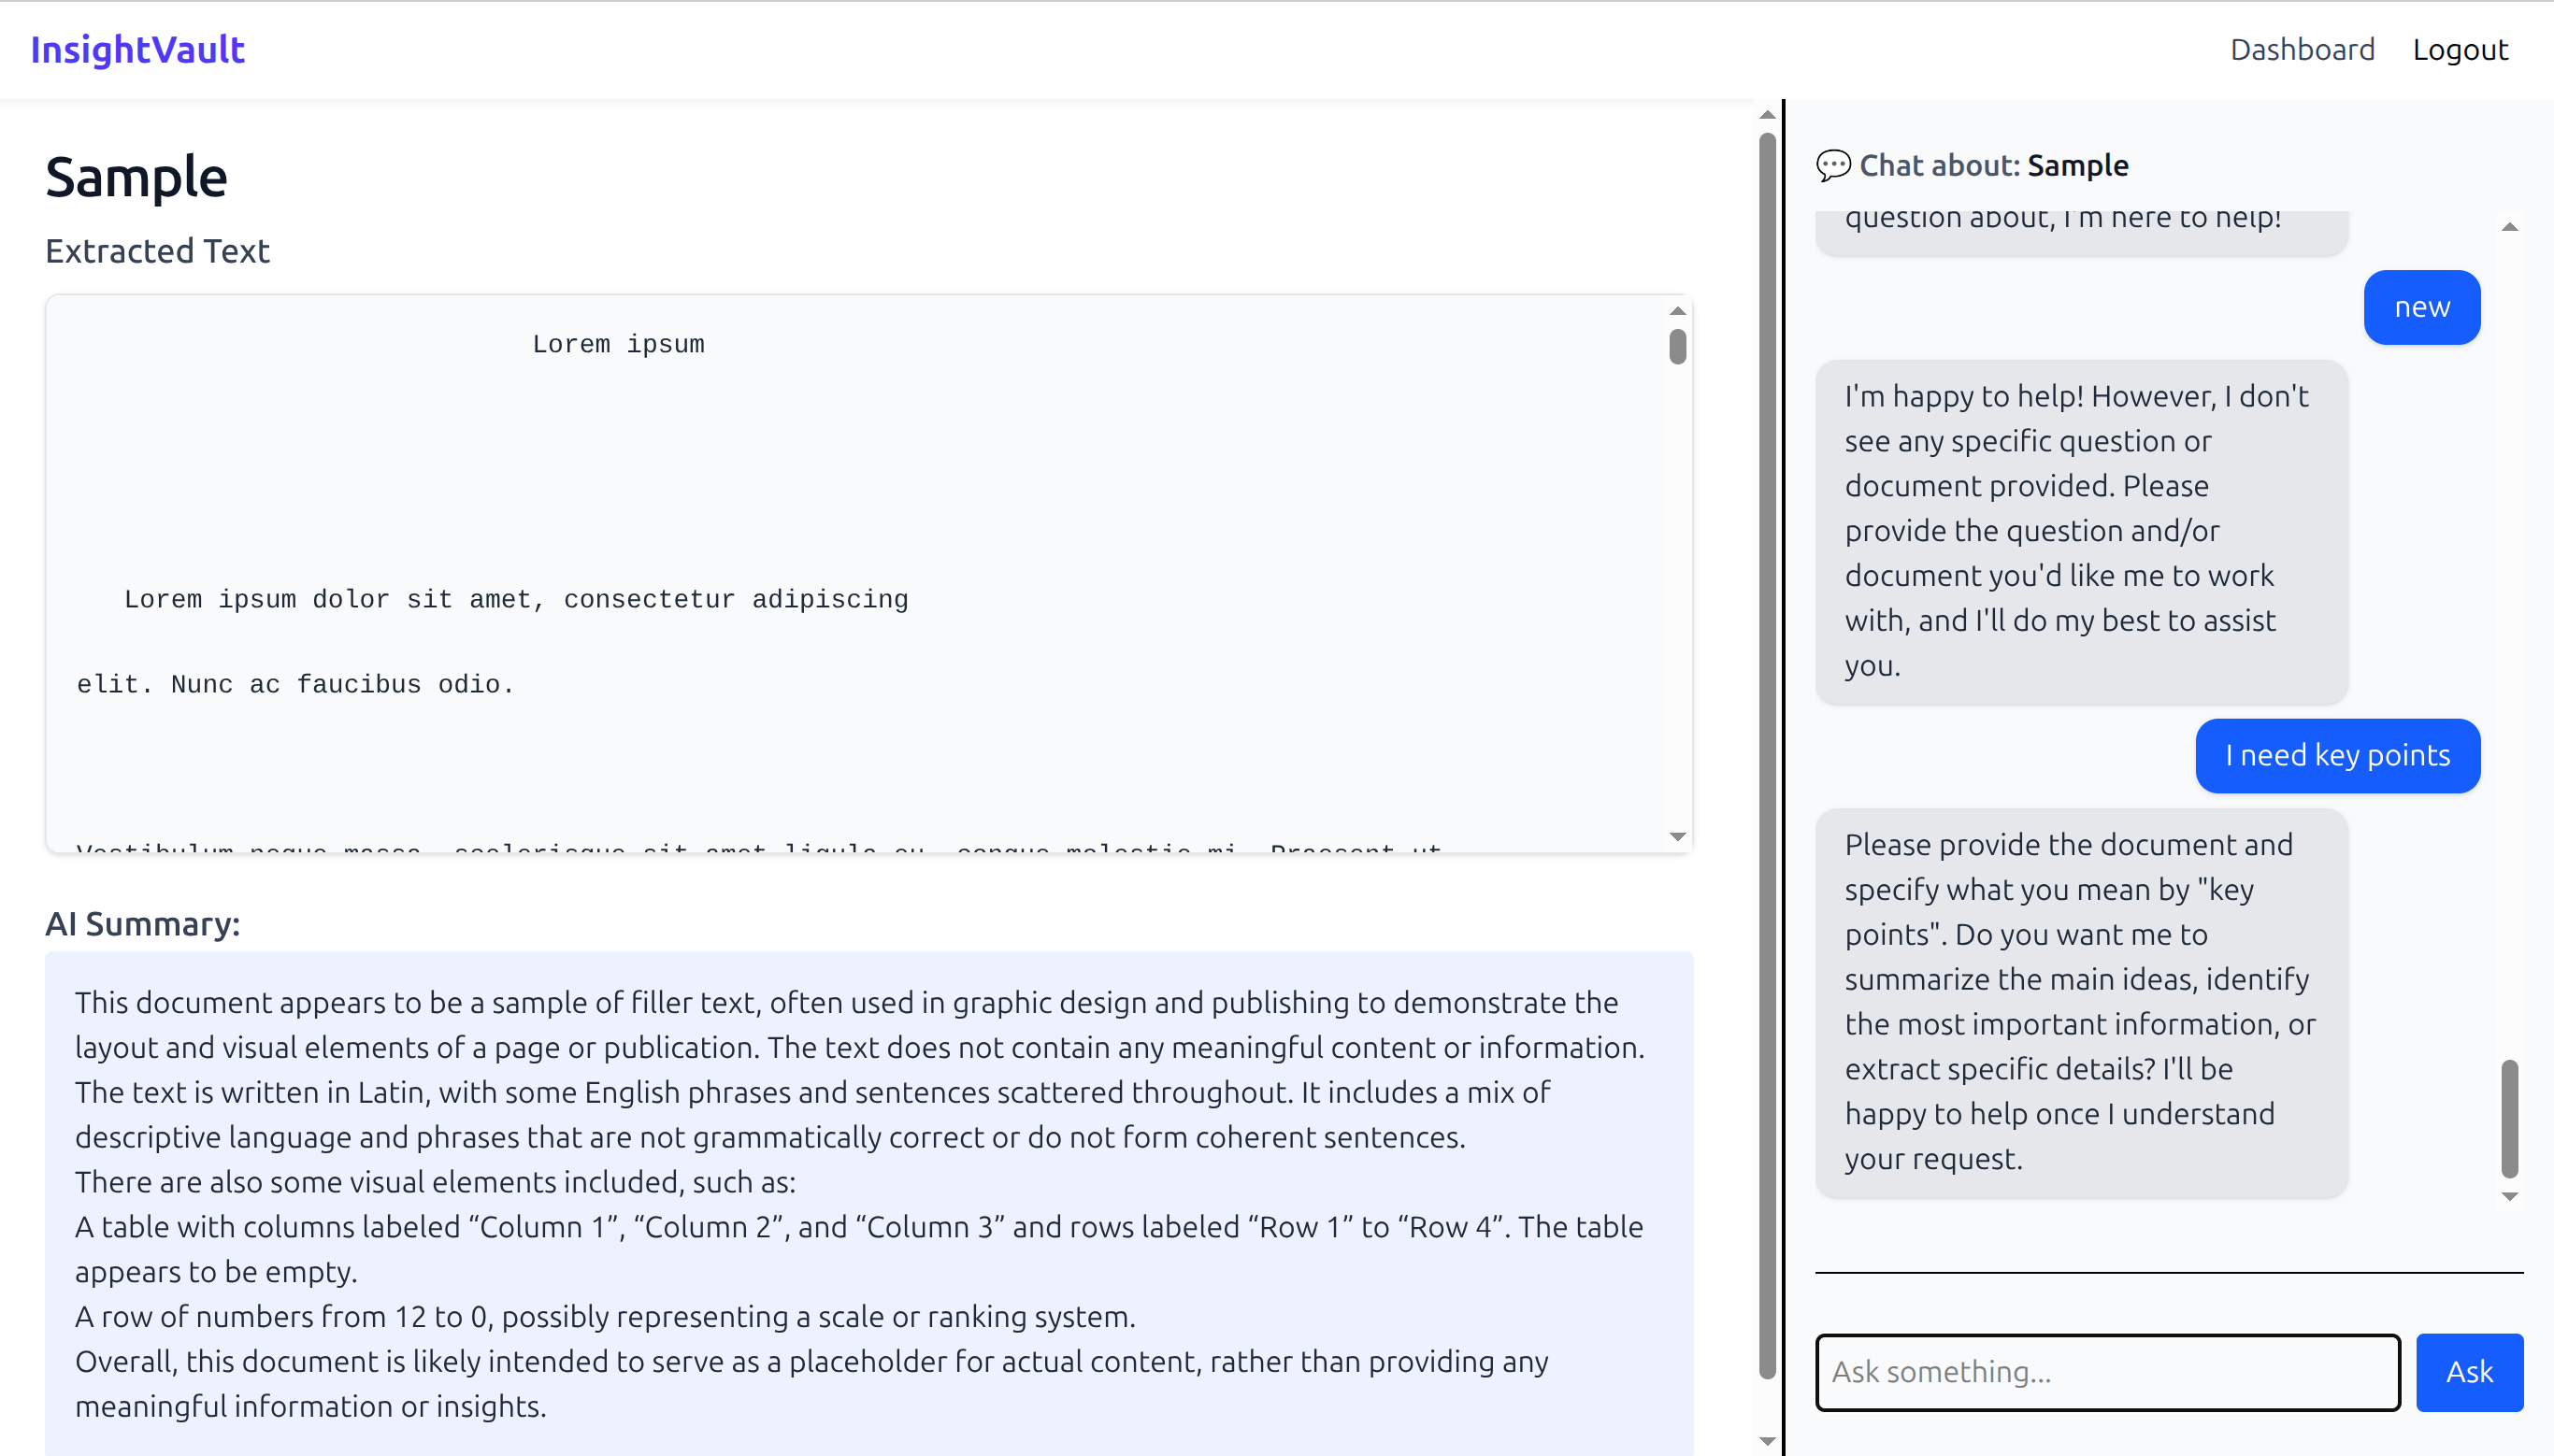 InsightVault
Dashboard
Logout
Sample
Extracted Text
Lorem ipsum
Lorem ipsum dolor sit amet, consectetur adipiscing
elit. Nunc ac faucibus odio.
Vestibulum neque massa, scelerisque sit amet ligula eu, congue molestie mi. Praesent ut
AI Summary:
This document appears to be a sample of filler text, often used in graphic design and publishing to demonstrate the
layout and visual elements of a page or publication. The text does not contain any meaningful content or information.
The text is written in Latin, with some English phrases and sentences scattered throughout. It includes a mix of
descriptive language and phrases that are not grammatically correct or do not form coherent sentences.
There are also some visual elements included, such as:
A table with columns labeled “Column 1”, “Column 2”, and “Column 3” and rows labeled “Row 1” to “Row 4”. The table
appears to be empty.
A row of numbers from 12 to 0, possibly representing a scale or ranking system.
Overall, this document is likely intended to serve as a placeholder for actual content, rather than providing any
meaningful information or insights.
💬 Chat about: Sample
question about, I'm here to help!
new
I'm happy to help! However, I don't
see any specific question or
document provided. Please
provide the question and/or
document you'd like me to work
with, and I'll do my best to assist
you.
I need key points
Please provide the document and
specify what you mean by "key
points". Do you want me to
summarize the main ideas, identify
the most important information, or
extract specific details? I'll be
happy to help once I understand
your request.
Ask something...
Ask